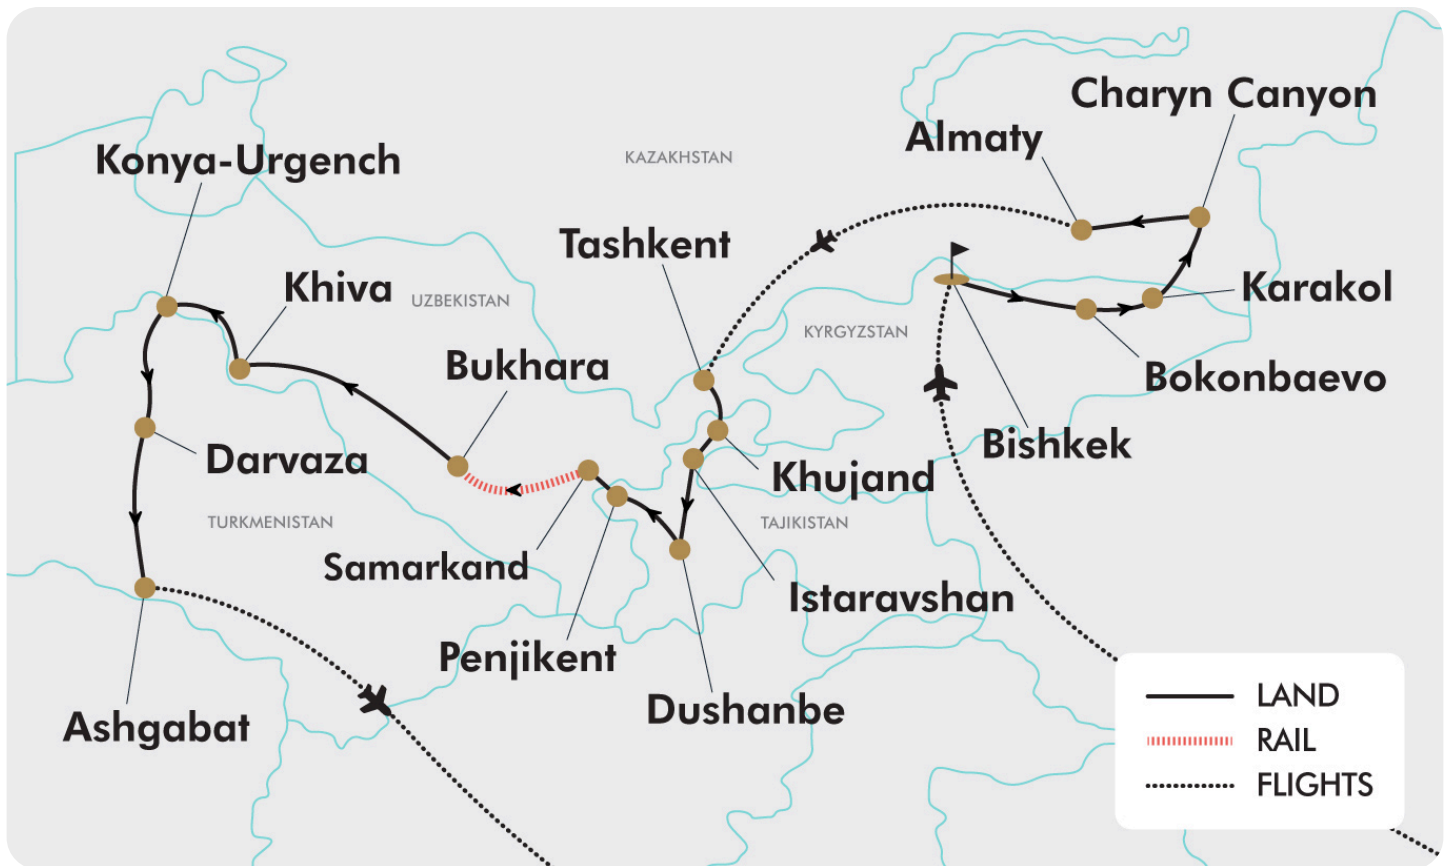 Charyn Canyon
Almaty
Konya-Urgench
KAZAKHSTAN
Tashkent
Khiva
UZBEKISTAN
Karakol
KYRGYZSTAN
Bukhara
Bokonbaevo
Bishkek
Darvaza
Khujand
TURKMENISTAN
TAJIKISTAN
Samarkand
Istaravshan
Penjikent
Dushanbe
Ashgabat
LAND
RAIL
FLIGHTS